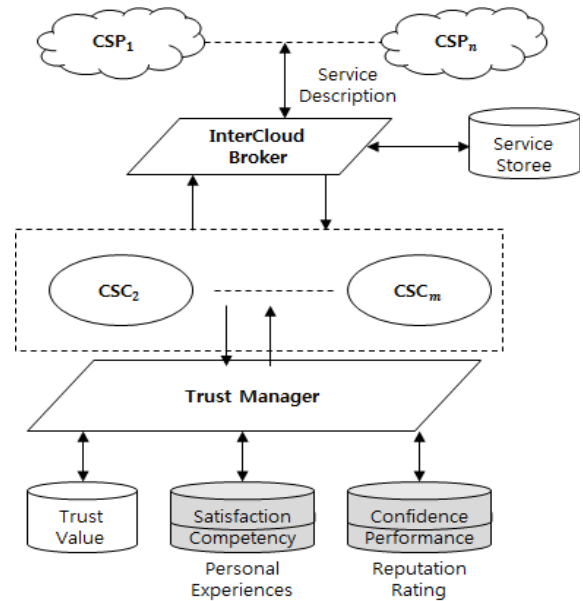 CSP1
CSPn
Service
Description
InterCloud
Broker
Service
Storee
CSC2
CSCm
Trust Manager
Trust
Value
Satisfaction
Competency
Confidence
Performance
Personal
Experiences
Reputation
Rating